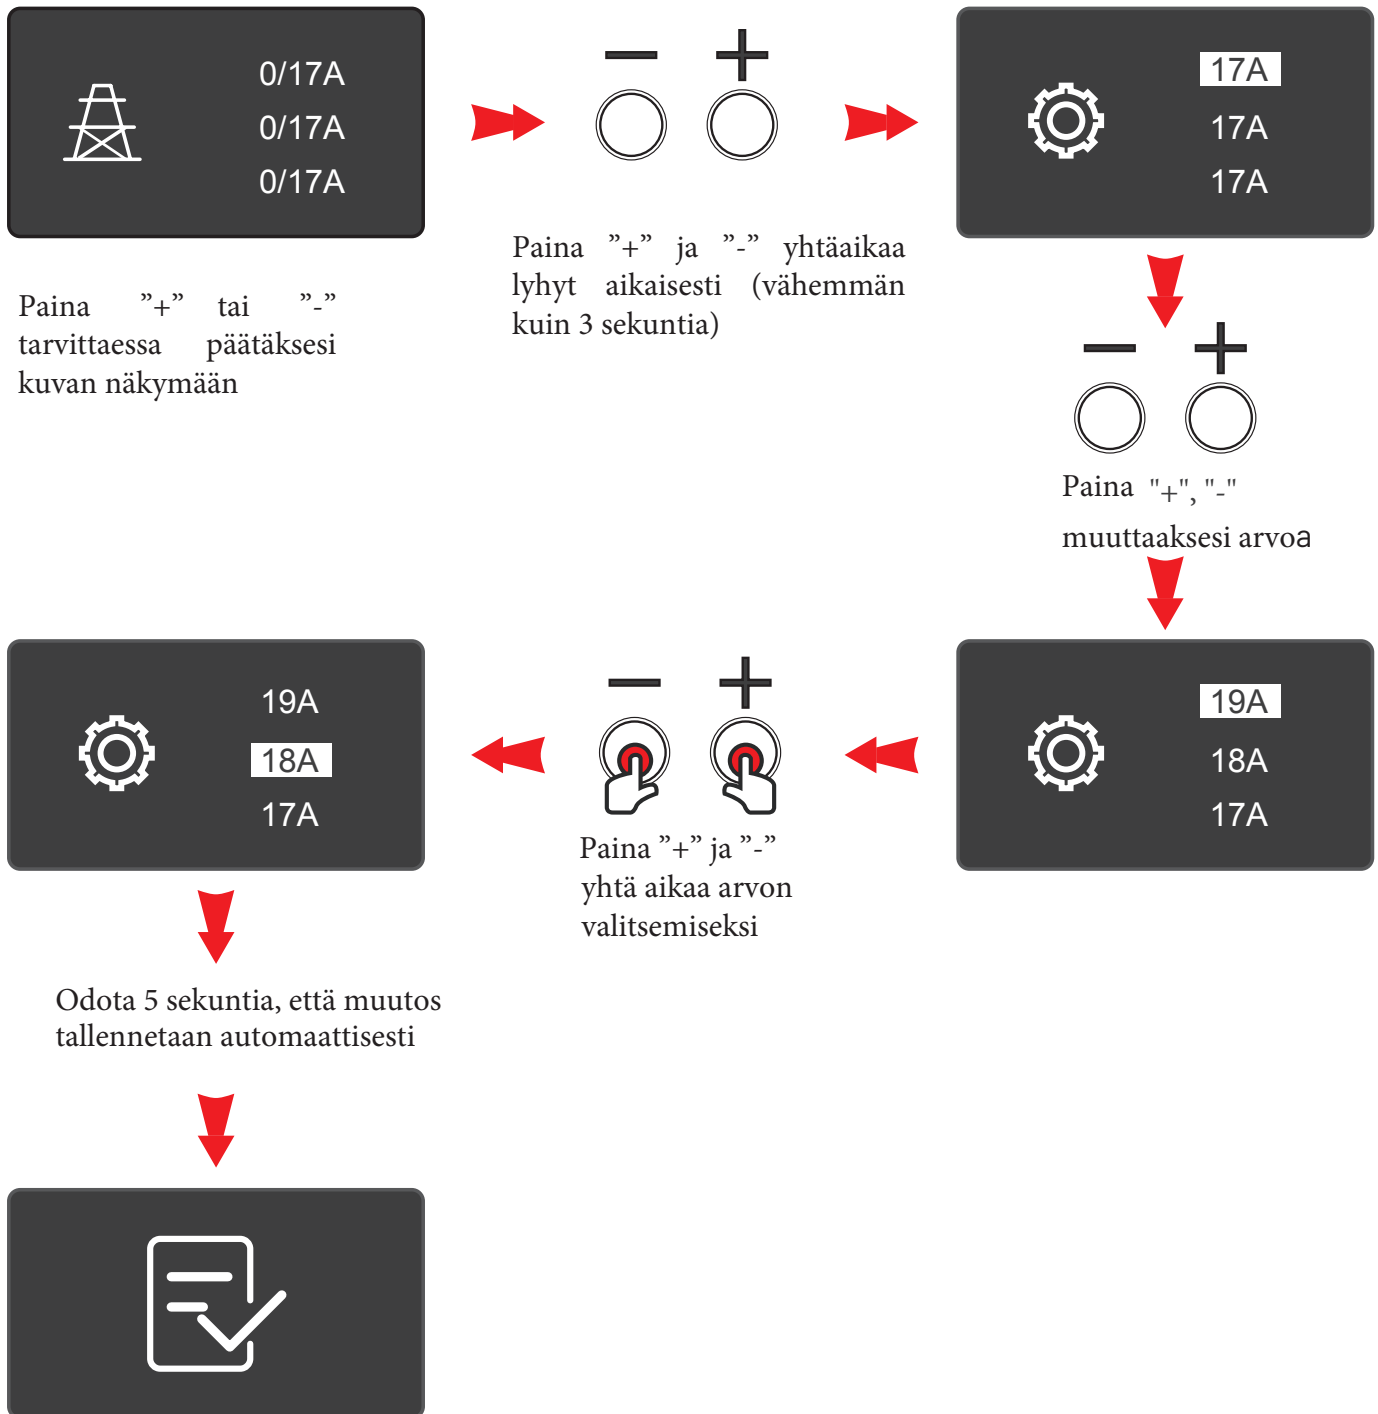 0/17A
0/17A
0/17A
Paina ”+” tai ”-”
tarvittaessa päätäksesi
kuvan näkymään
Paina ”+” ja ”-” yhtäaikaa
lyhyt aikaisesti (vähemmän
kuin 3 sekuntia)
17A
17A
17A
Paina "+", "-"
muuttaaksesi arvoa
19A
18A
17A
Paina ”+” ja ”-”
yhtä aikaa arvon
valitsemiseksi
19A
18A
17A
Odota 5 sekuntia, että muutos
tallennetaan automaattisesti